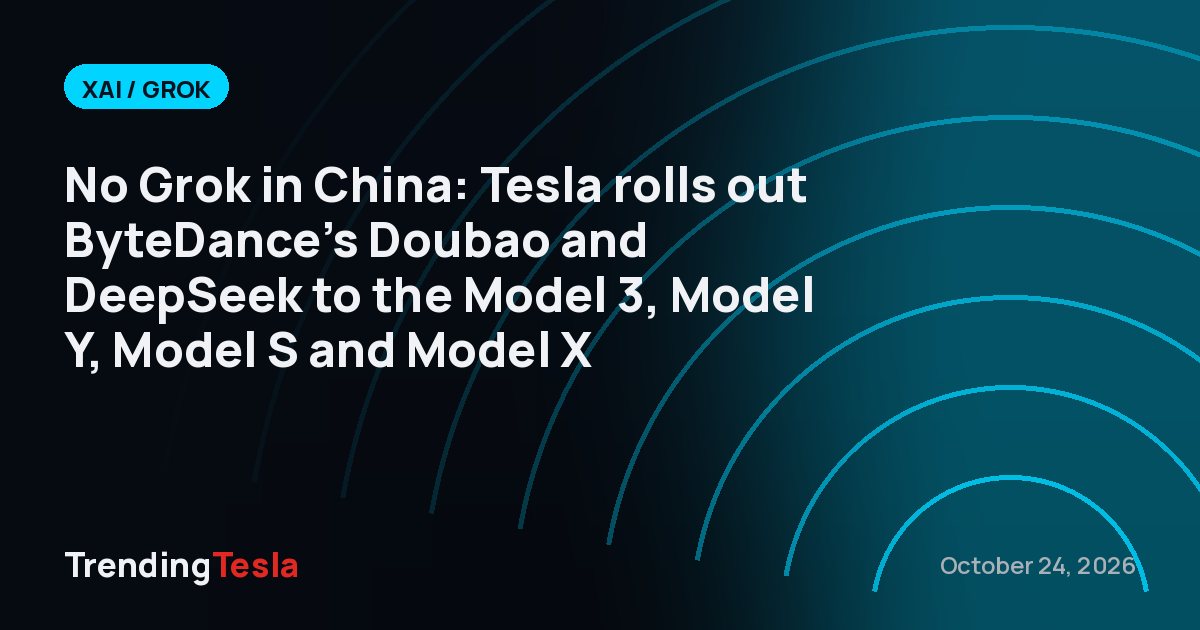 XAI / GROK
No Grok in China: Tesla rolls out
ByteDance’s Doubao and
DeepSeek to the Model 3, Model
Y, Model S and Model X
TrendingTesla
October 24, 2026